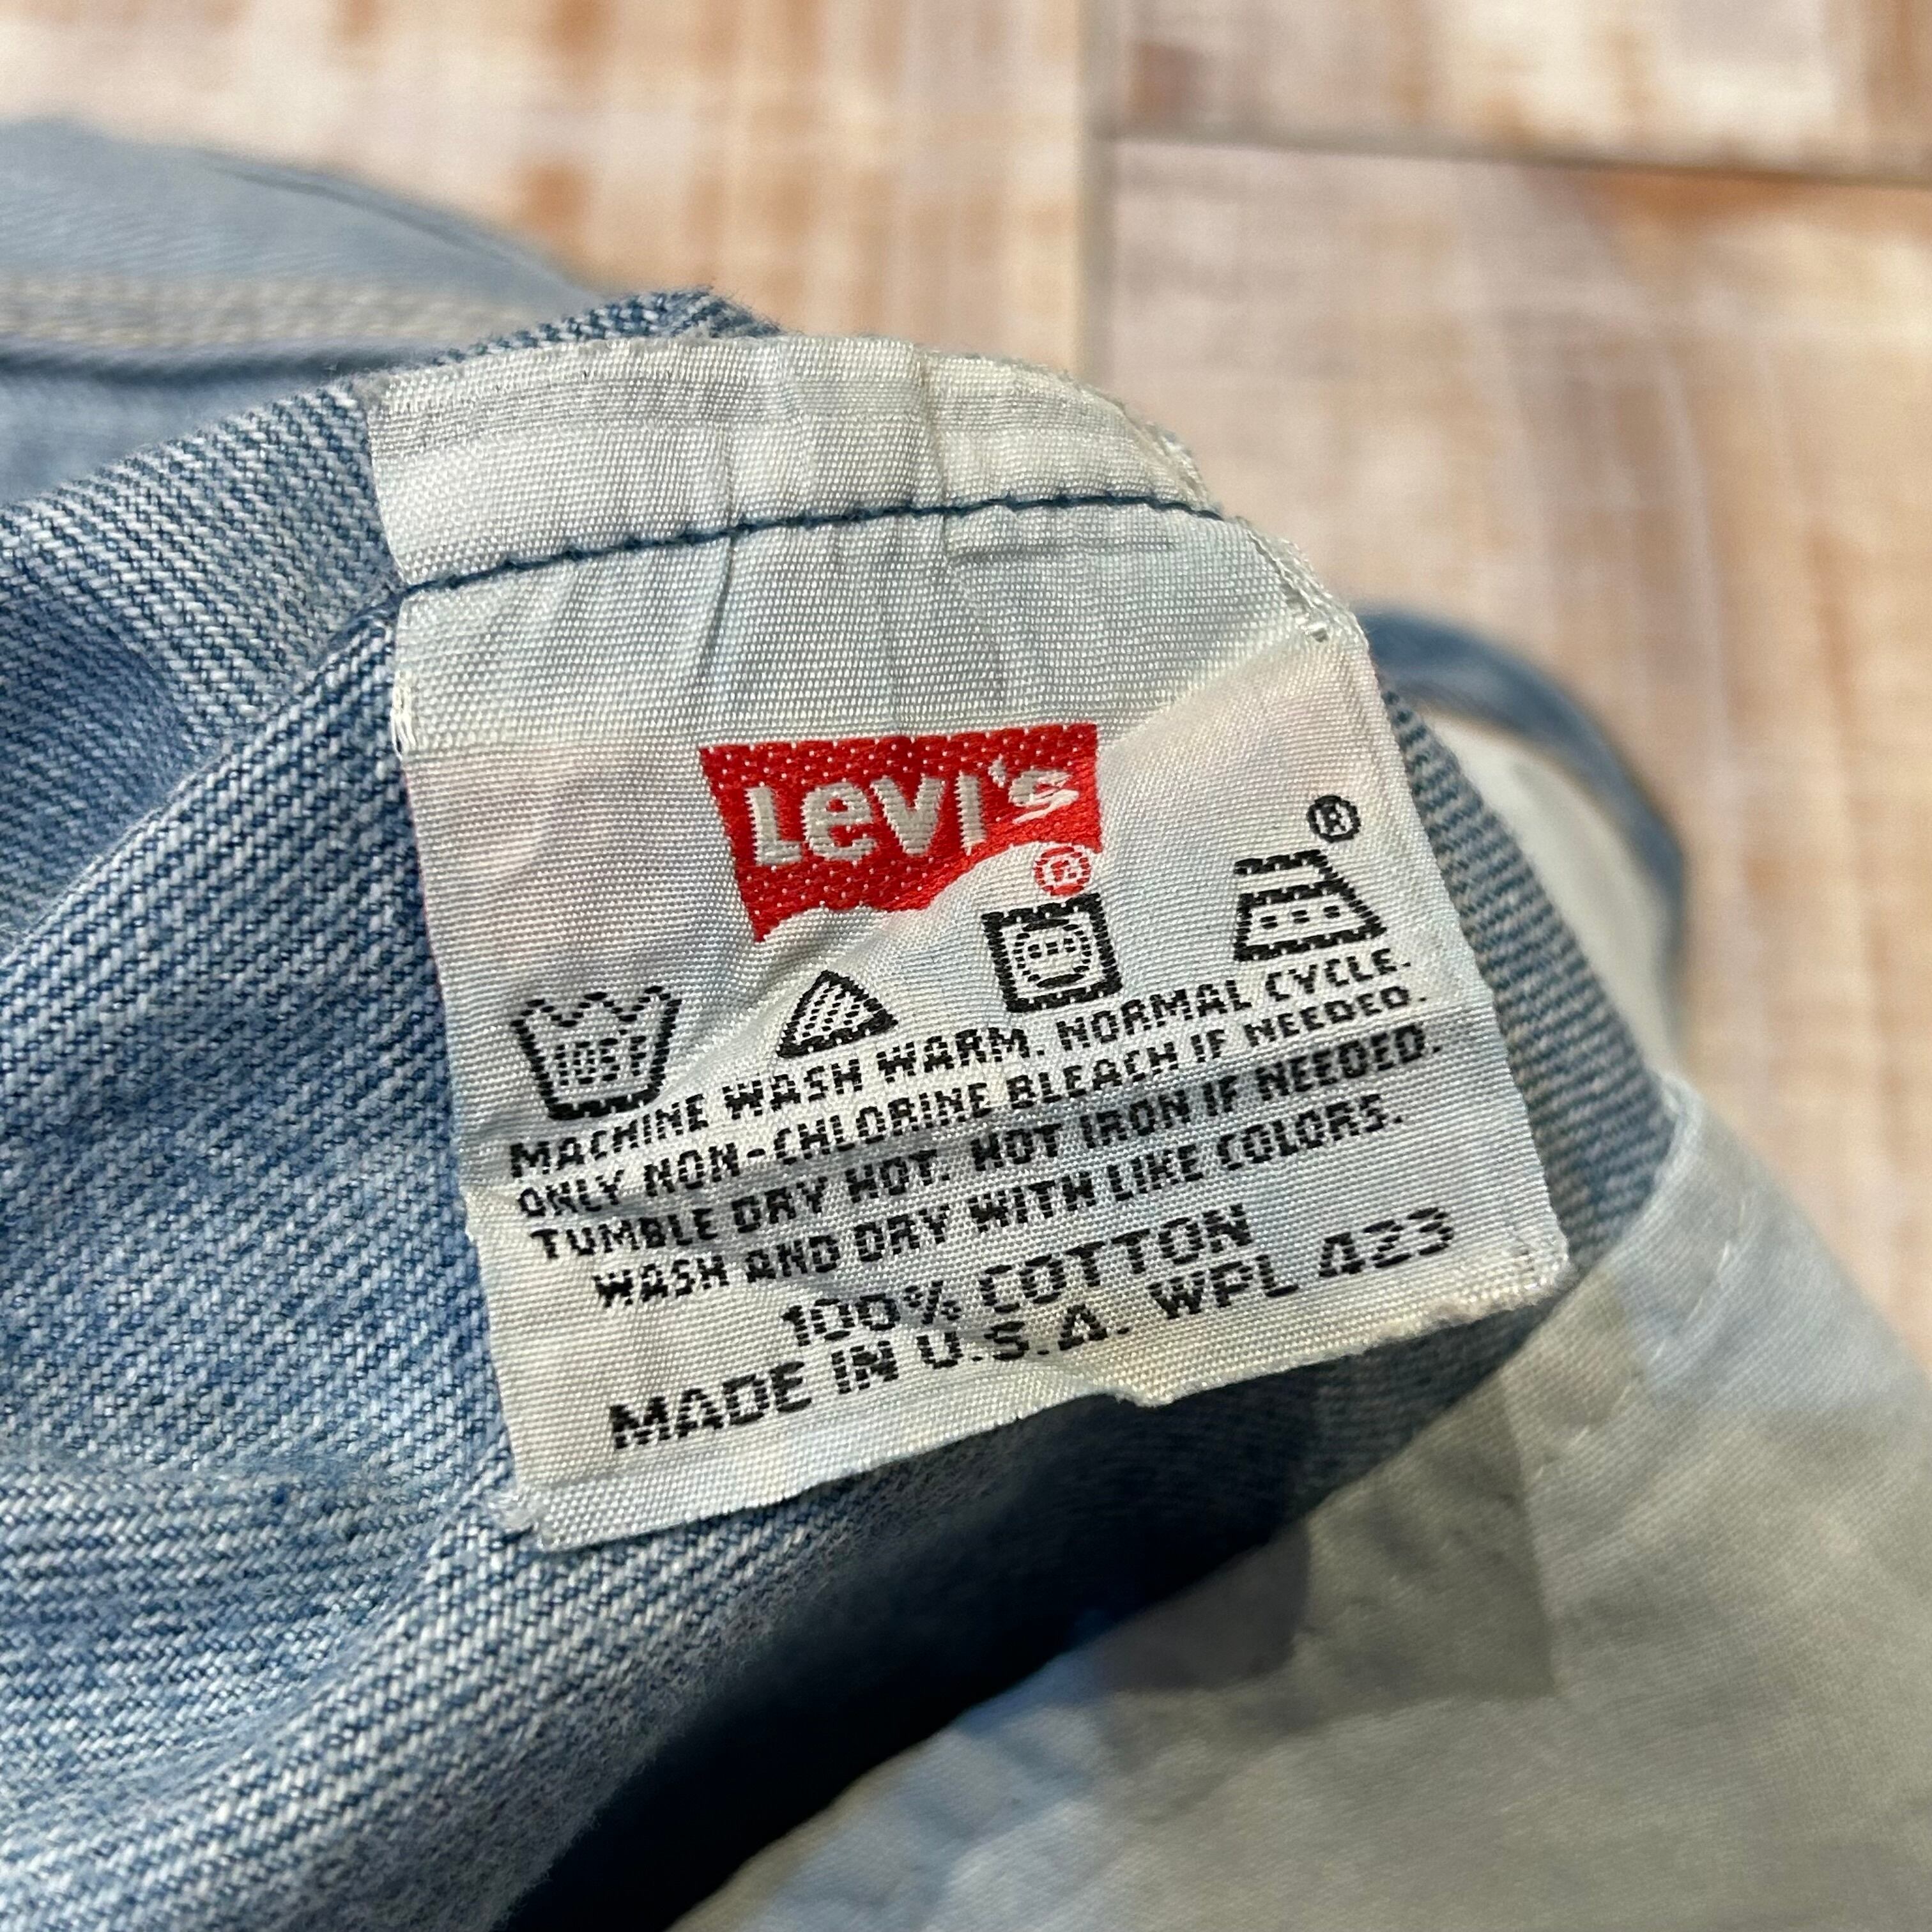 Levi's
®
®
105F
MACHINE WASH WARM. NORMAL CYCLE.
ONLY NON-CHLORINE BLEACH IF NEEDED.
TUMBLE DRY HOT. HOT IRON IF NEEDED.
WASH AND DRY WITH LIKE COLORS.
100% COTTON
MADE IN U.S.A. WPL 423